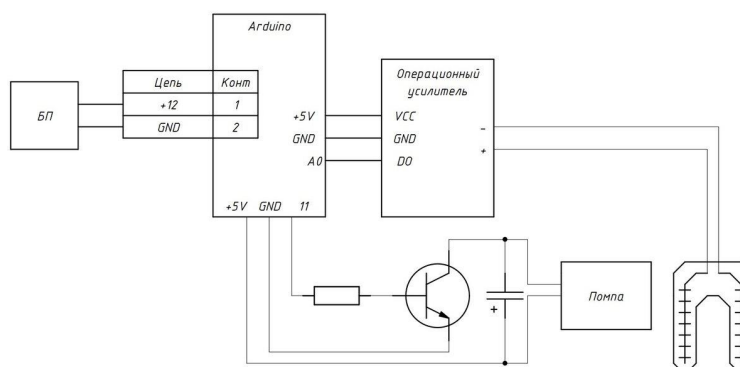 Arduino
Цепь Конт
+12 1
GND 2
БП
+5V
GND
A0
+5V GND 11
Операционный
усилитель
VCC
GND
DO
-
+
+
Помпа